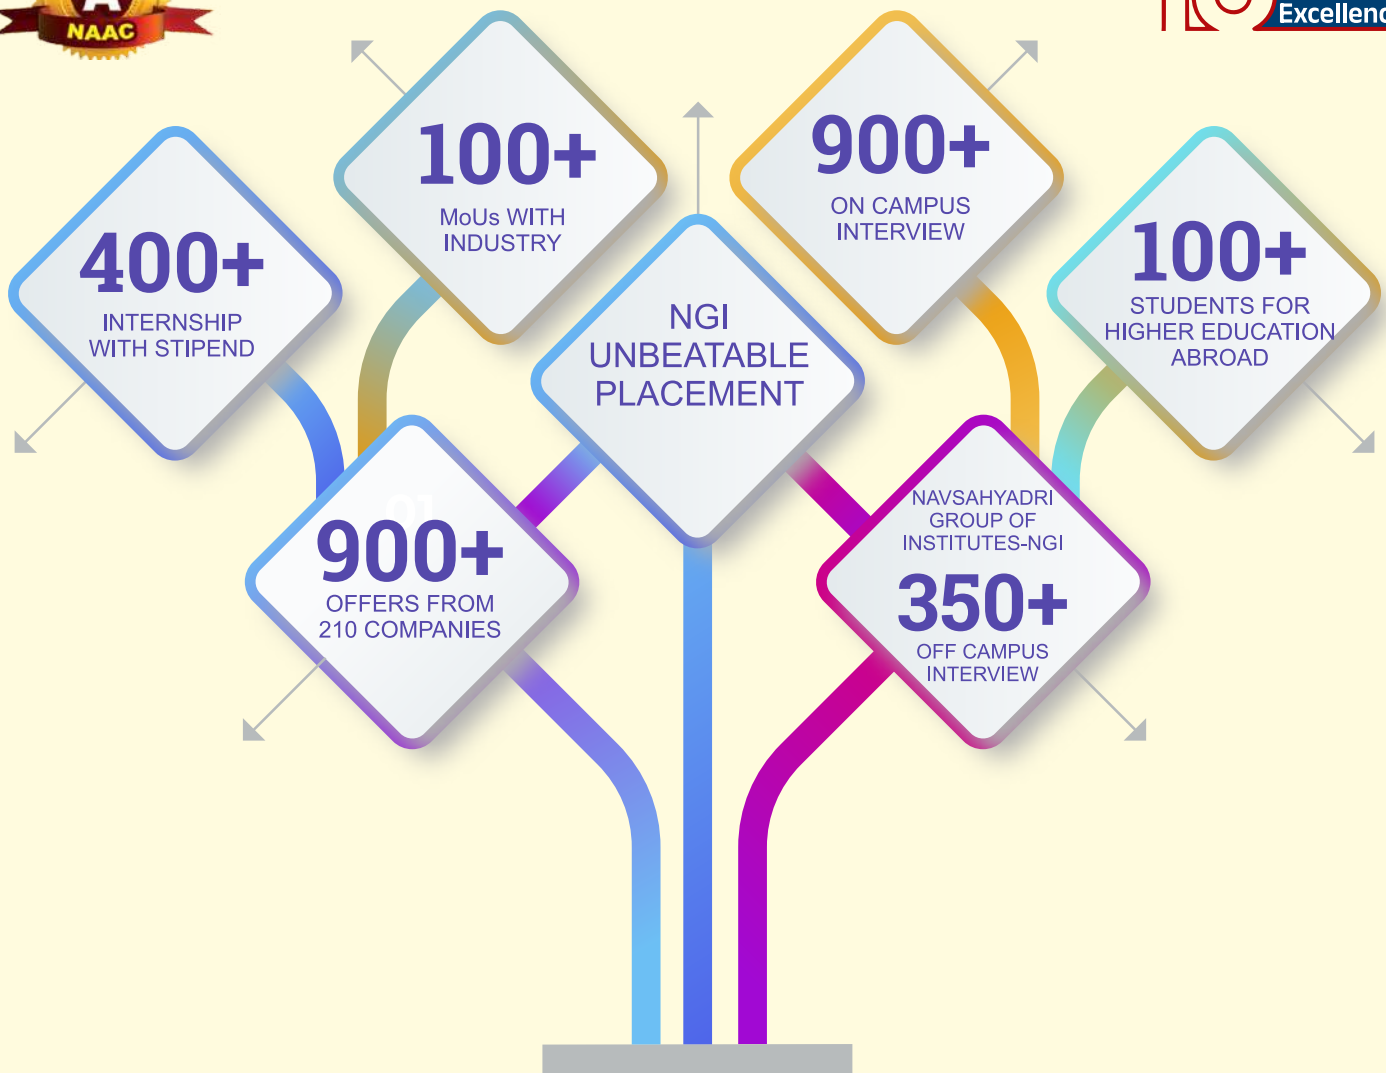 A
NAAC
Excellenc
400+
INTERNSHIP
WITH STIPEND
100+
MoUs WITH
INDUSTRY
NGI
UNBEATABLE
PLACEMENT
900+
ON CAMPUS
INTERVIEW
100+
STUDENTS FOR
HIGHER EDUCATION
ABROAD
01
900+
OFFERS FROM
210 COMPANIES
NAVSAHYADRI
GROUP OF
INSTITUTES-NGI
350+
OFF CAMPUS
INTERVIEW